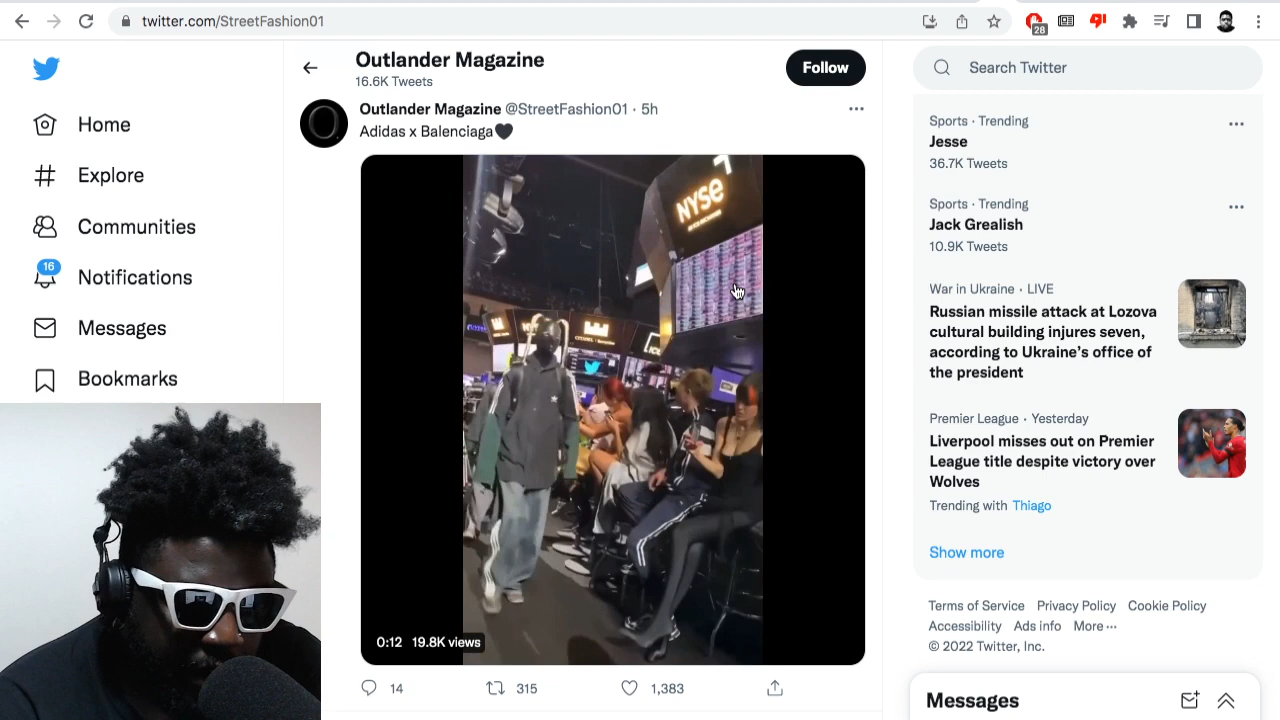 twitter.com/StreetFashion01
28
Outlander Magazine
16.6K Tweets
Follow
Search Twitter
Home
Explore
Communities
16
Notifications
Messages
Bookmarks
Outlander Magazine @StreetFashion01 · 5h
Adidas x Balenciaga🖤
NYSE
0:12 19.8K views
14
315
1,383
Sports · Trending
Jesse
36.7K Tweets
Sports · Trending
Jack Grealish
10.9K Tweets
War in Ukraine · LIVE
Russian missile attack at Lozova
cultural building injures seven,
according to Ukraine's office of
the president
Premier League · Yesterday
Liverpool misses out on Premier
League title despite victory over
Wolves
Trending with Thiago
Show more
Terms of Service Privacy Policy Cookie Policy
Accessibility Ads info More ···
© 2022 Twitter, Inc.
Messages